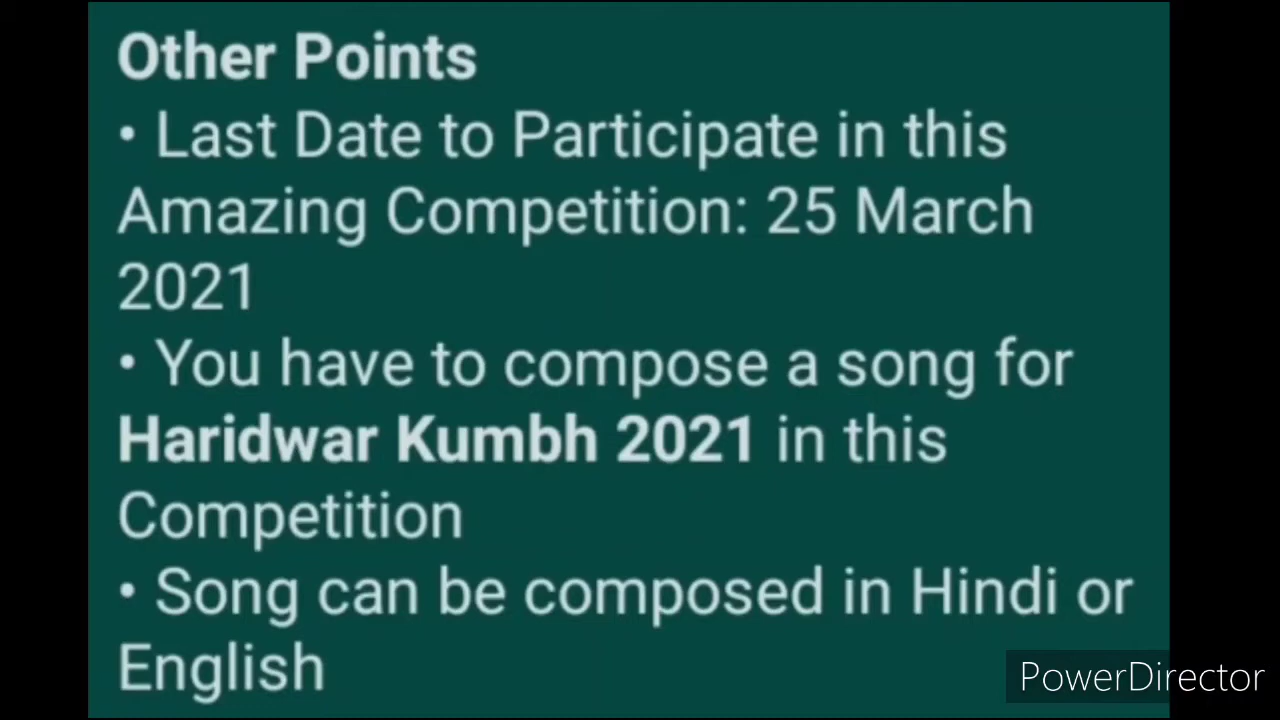 Other Points
• Last Date to Participate in this
Amazing Competition: 25 March
2021
• You have to compose a song for
Haridwar Kumbh 2021 in this
Competition
• Song can be composed in Hindi or
English
PowerDirector